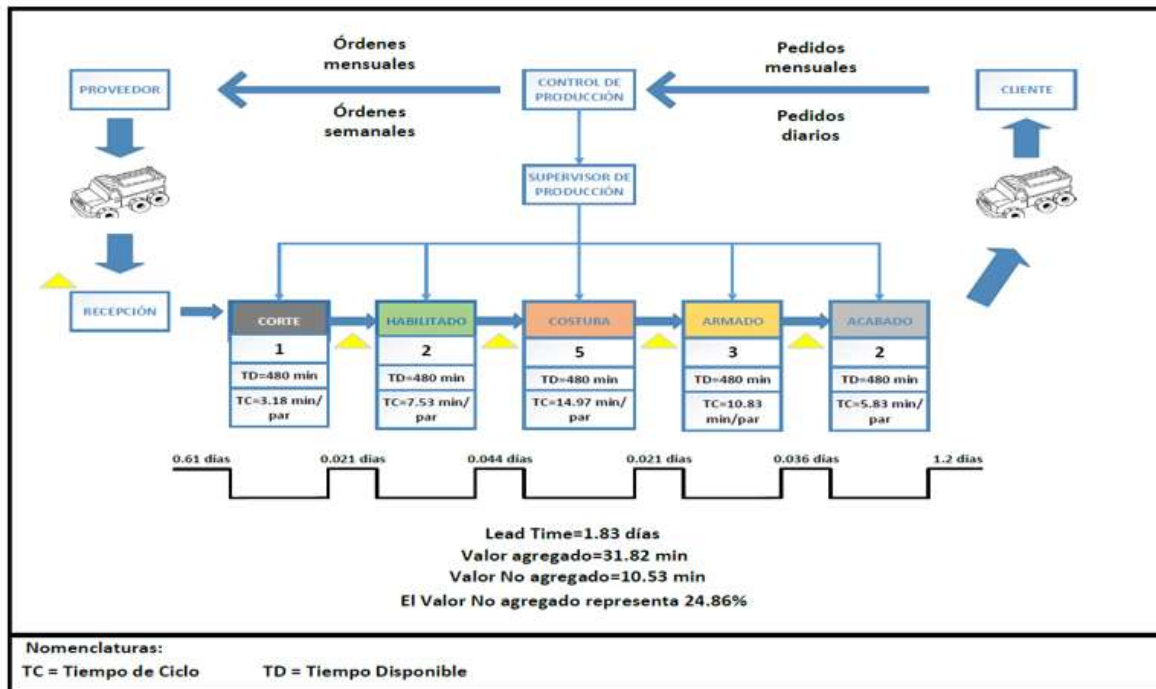 Órdenes
mensuales
Pedidos
mensuales
PROVEEDOR
CONTROL DE
PRODUCCIÓN
CLIENTE
Órdenes
semanales
Pedidos
diarios
SUPERVISOR DE
PRODUCCIÓN
RECEPCIÓN
CORTE
HABILITADO
COSTURA
ARMADO
ACABADO
1
2
5
3
2
TD=480 min
TD=480 min
TD=480 min
TD=480 min
TD=480 min
TC=3.18 min/
par
TC=7.53 min/
par
TC=14.97 min/
par
TC=10.83
min/par
TC=5.83 min/
par
0.61 días
0.021 días
0.044 días
0.021 días
0.036 días
1.2 días
Lead Time=1.83 días
Valor agregado=31.82 min
Valor No agregado=10.53 min
El Valor No agregado representa 24.86%
Nomenclaturas:
TC = Tiempo de Ciclo TD = Tiempo Disponible